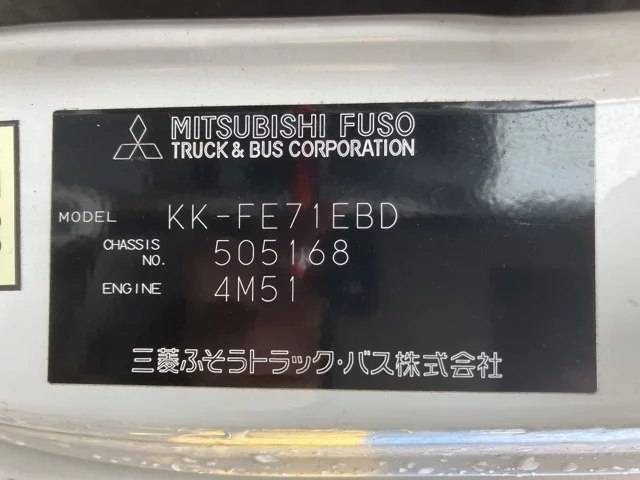 MITSUBISHI FUSO
TRUCK & BUS CORPORATION
MODEL KK-FE71EBD
CHASSIS NO. 505168
ENGINE 4M51
三菱ふそうトラック・バス株式会社